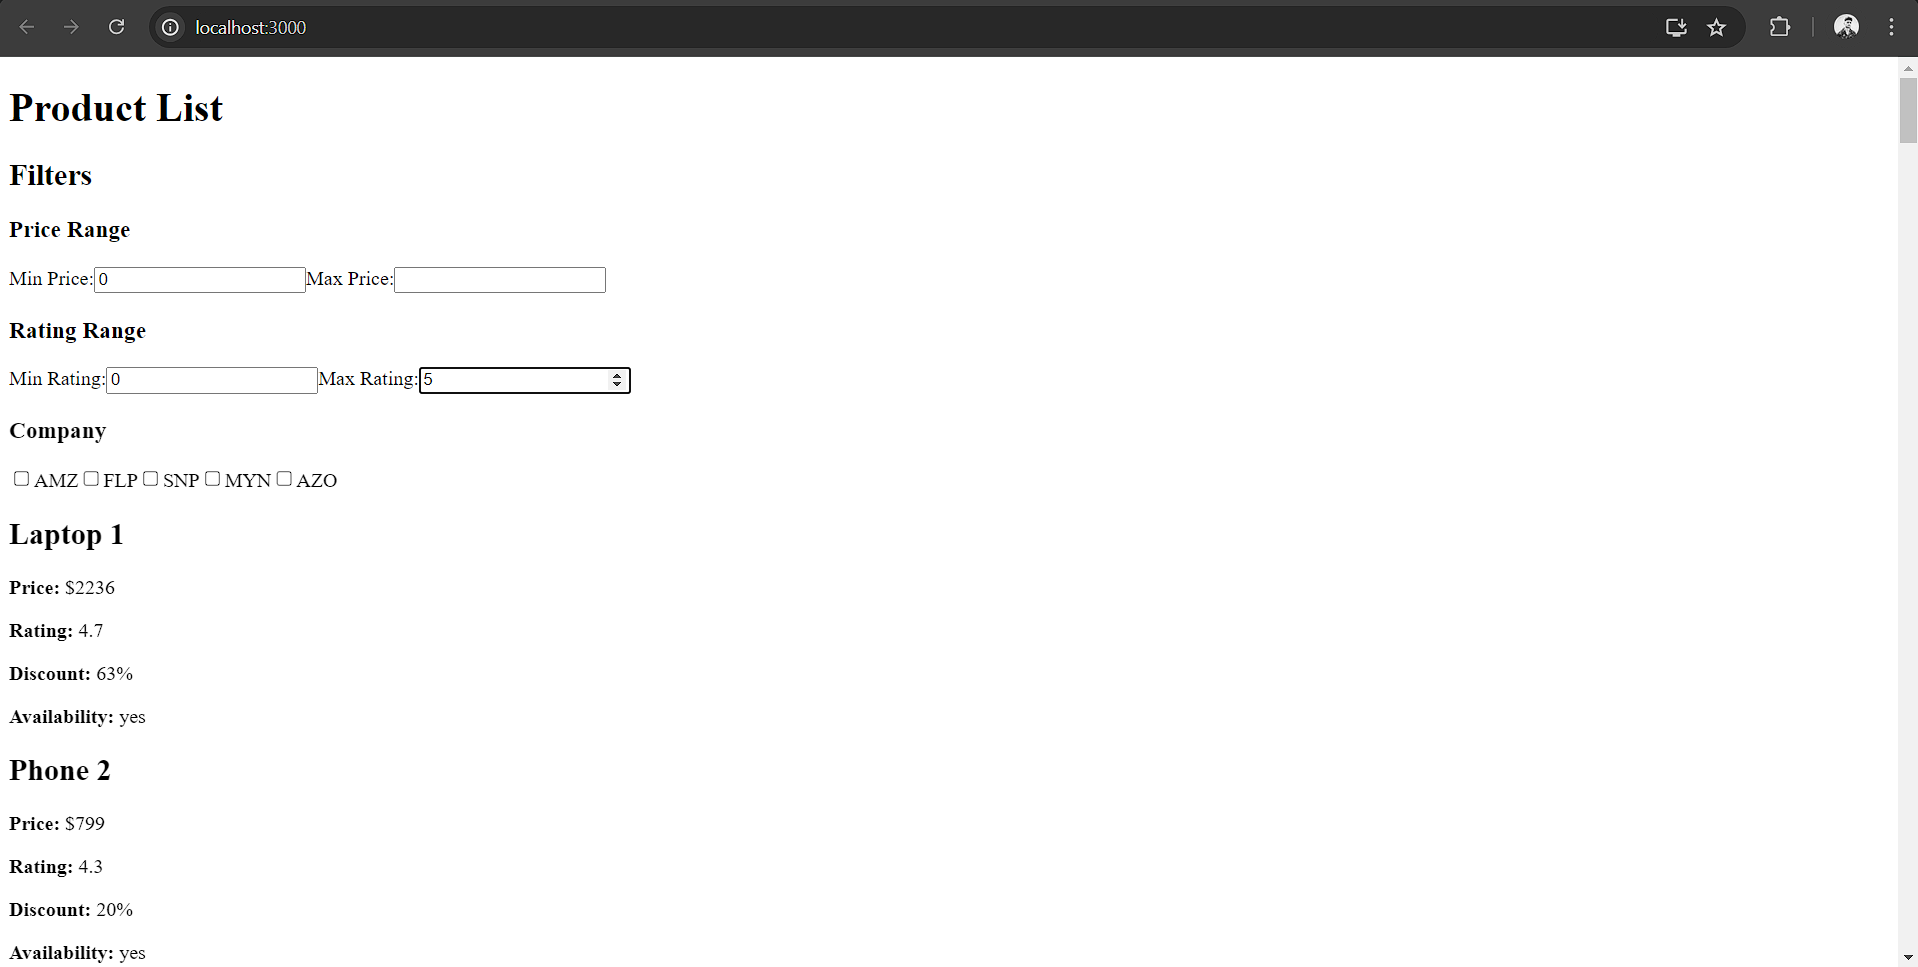 localhost:3000
Product List
Filters
Price Range
Min Price: 0 Max Price:
Rating Range
Min Rating: 0 Max Rating: 5
Company
AMZ FLP SNP MYN AZO
Laptop 1
Price: $2236
Rating: 4.7
Discount: 63%
Availability: yes
Phone 2
Price: $799
Rating: 4.3
Discount: 20%
Availability: yes